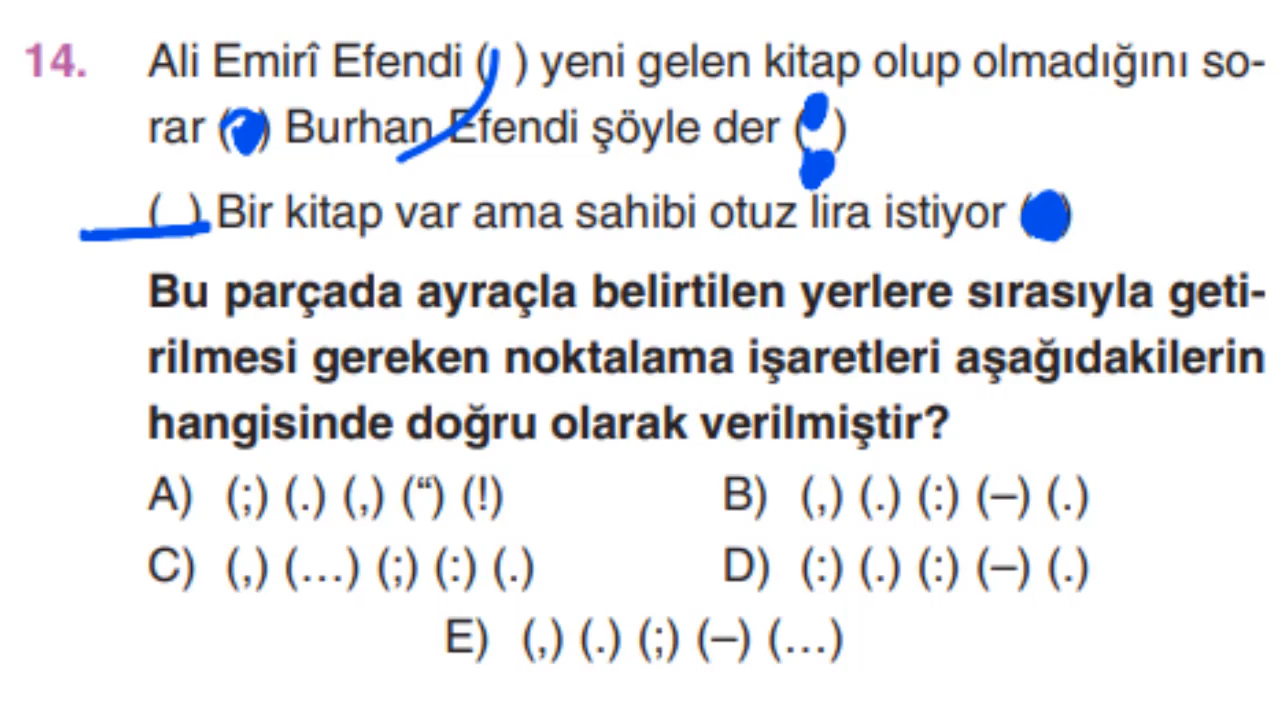 14. Ali Emirî Efendi ( ) yeni gelen kitap olup olmadığını so-
rar ( ) Burhan Efendi şöyle der ( )
( ) Bir kitap var ama sahibi otuz lira istiyor ( )
Bu parçada ayraçla belirtilen yerlere sırasıyla geti-
rilmesi gereken noktalama işaretleri aşağıdakilerin
hangisinde doğru olarak verilmiştir?
A) (;) (.) (,) (“) (!) B) (,) (.) (:) (–) (.)
C) (,) (…) (;) (:) (.) D) (:) (.) (:) (–) (.)
E) (,) (.) (;) (–) (…)